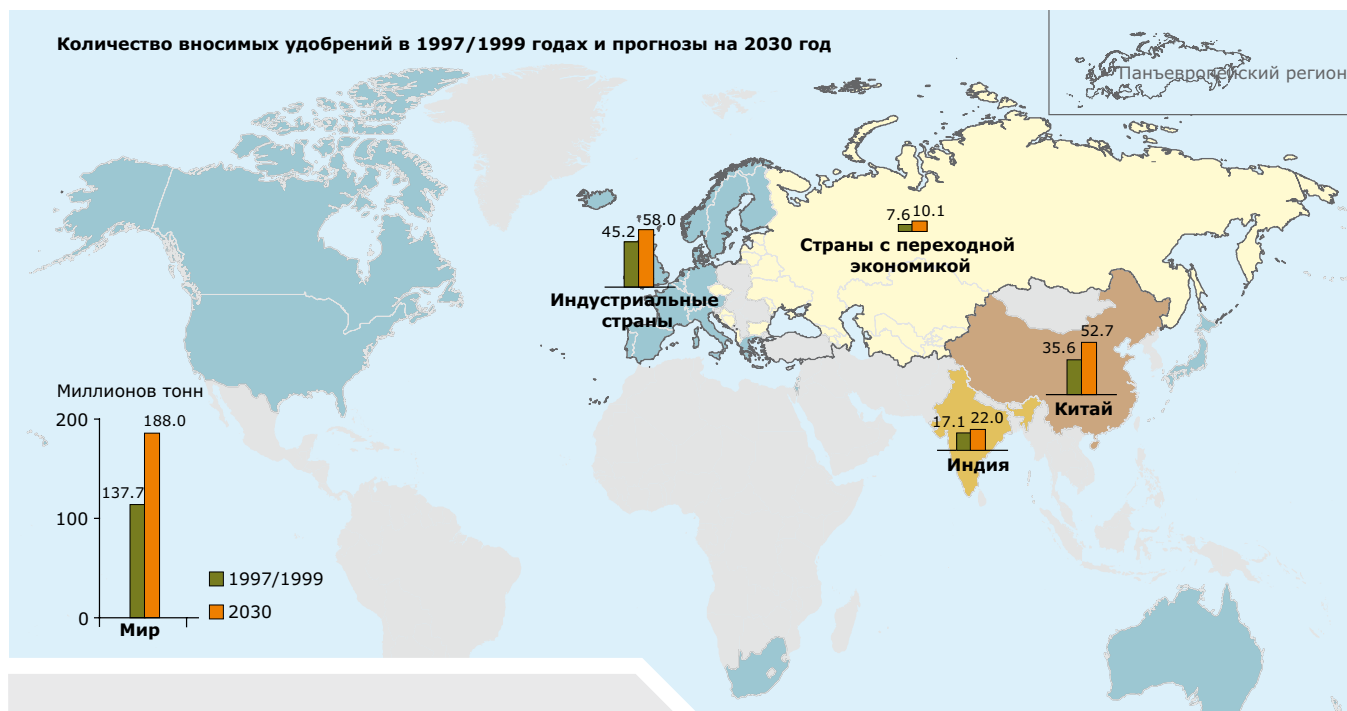 Количество вносимых удобрений в 1997/1999 годах и прогнозы на 2030 год
Панъевропейский регион
45.2
58.0
Индустриальные
страны
7.6
10.1
Страны с переходной
экономикой
35.6
52.7
Китай
17.1
22.0
Индия
Миллионов тонн
200
188.0
137.7
100
0
Мир
1997/1999
2030